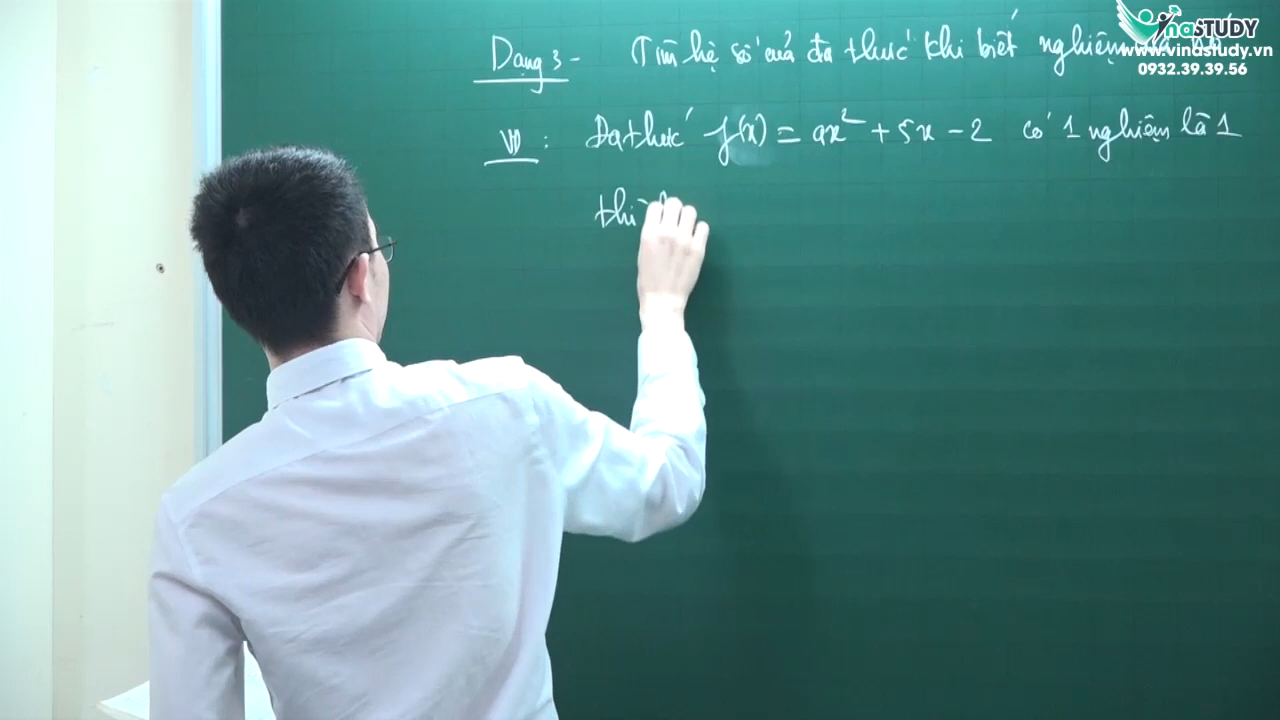 VinaSTUDY
www.vinastudy.vn
0932.39.39.56
Dạng 3 - Tìm hệ số của đa thức khi biết nghiệm
VD : Đa thức f(x) = ax² + 5x - 2 có 1 nghiệm là 1
thì